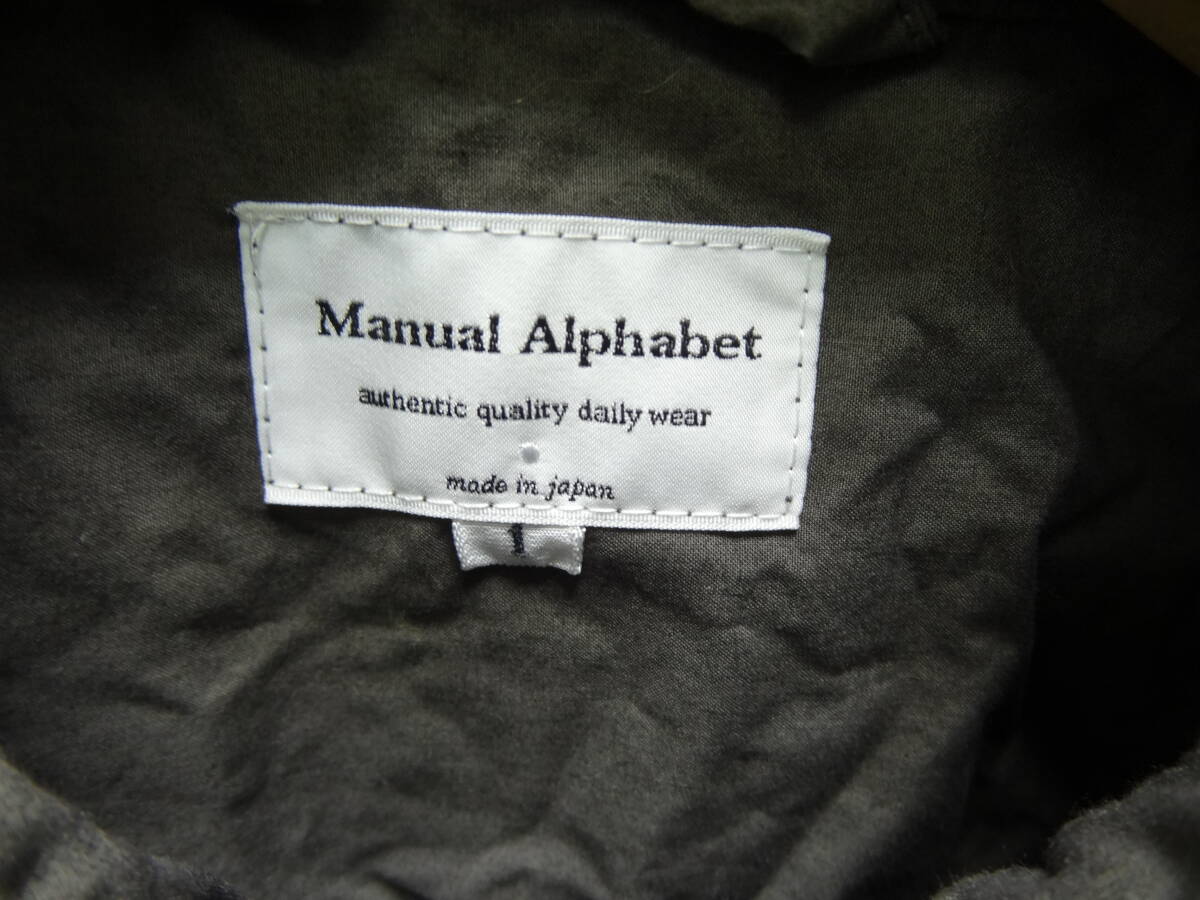 Manual Alphabet
authentic quality daily wear
made in japan
1